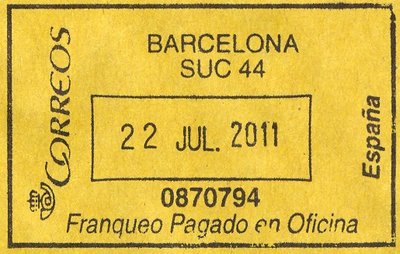 CORREOS
BARCELONA
SUC 44
22 JUL. 2011
0870794
Franqueo Pagado en Oficina
España